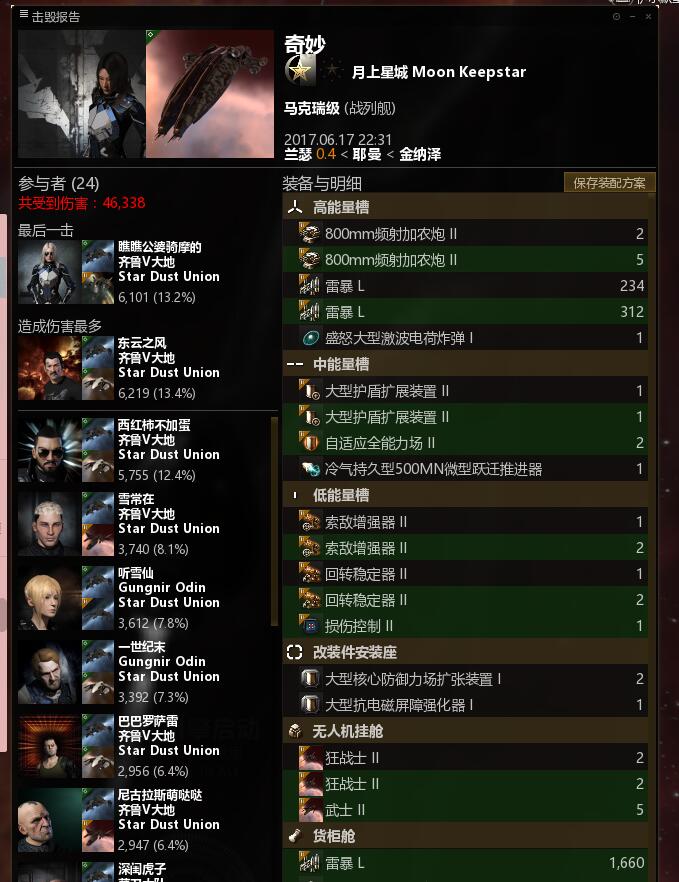 击毁报告
奇妙
月上星城 Moon Keepstar
马克瑞级 (战列舰)
2017.06.17 22:31
兰瑟 0.4 < 耶曼 < 金纳泽
参与者 (24)
共受到伤害：46,338
最后一击
瞧瞧公婆骑摩的
齐鲁V大地
Star Dust Union
6,101 (13.2%)
造成伤害最多
东云之风
齐鲁V大地
Star Dust Union
6,219 (13.4%)
西红柿不加蛋
齐鲁V大地
Star Dust Union
5,755 (12.4%)
雪常在
齐鲁V大地
Star Dust Union
3,740 (8.1%)
听雪仙
Gungnir Odin
Star Dust Union
3,612 (7.8%)
一世纪末
Gungnir Odin
Star Dust Union
3,392 (7.3%)
巴巴罗萨雷
齐鲁V大地
Star Dust Union
2,956 (6.4%)
尼古拉斯萌哒哒
齐鲁V大地
Star Dust Union
2,947 (6.4%)
深闺虎子
装备与明细
保存装配方案
高能量槽
800mm频射加农炮 II 2
800mm频射加农炮 II 5
雷暴 L 234
雷暴 L 312
盛怒大型激波电荷炸弹 I 1
中能量槽
大型护盾扩展装置 II 1
大型护盾扩展装置 II 1
自适应全能力场 II 2
冷气持久型500MN微型跃迁推进器 1
低能量槽
索敌增强器 II 1
索敌增强器 II 2
回转稳定器 II 1
回转稳定器 II 2
损伤控制 II 1
改装件安装座
大型核心防御力场扩张装置 I 2
大型抗电磁屏障强化器 I 1
无人机挂舱
狂战士 II 2
狂战士 II 2
武士 II 5
货柜舱
雷暴 L 1,660